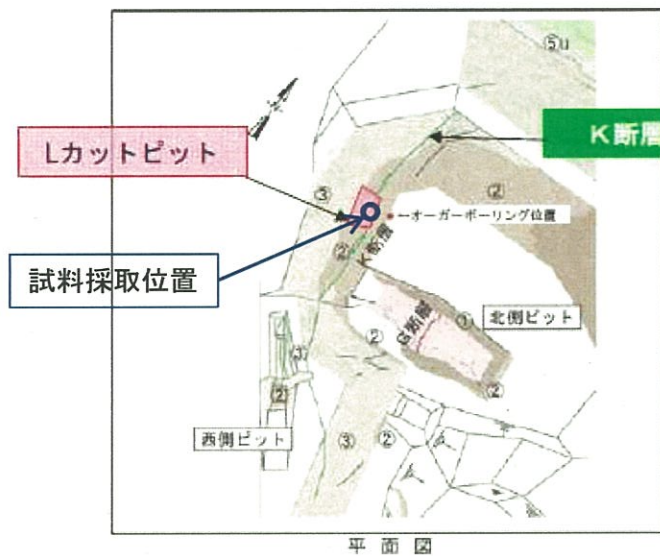 ⑤u
K断層
Lカットピット
③
②
←オーガーボーリング位置
②
K断層
試料採取位置
G断層
①
北側ピット
②
③
②
②
西側ピット
③
②
平面図